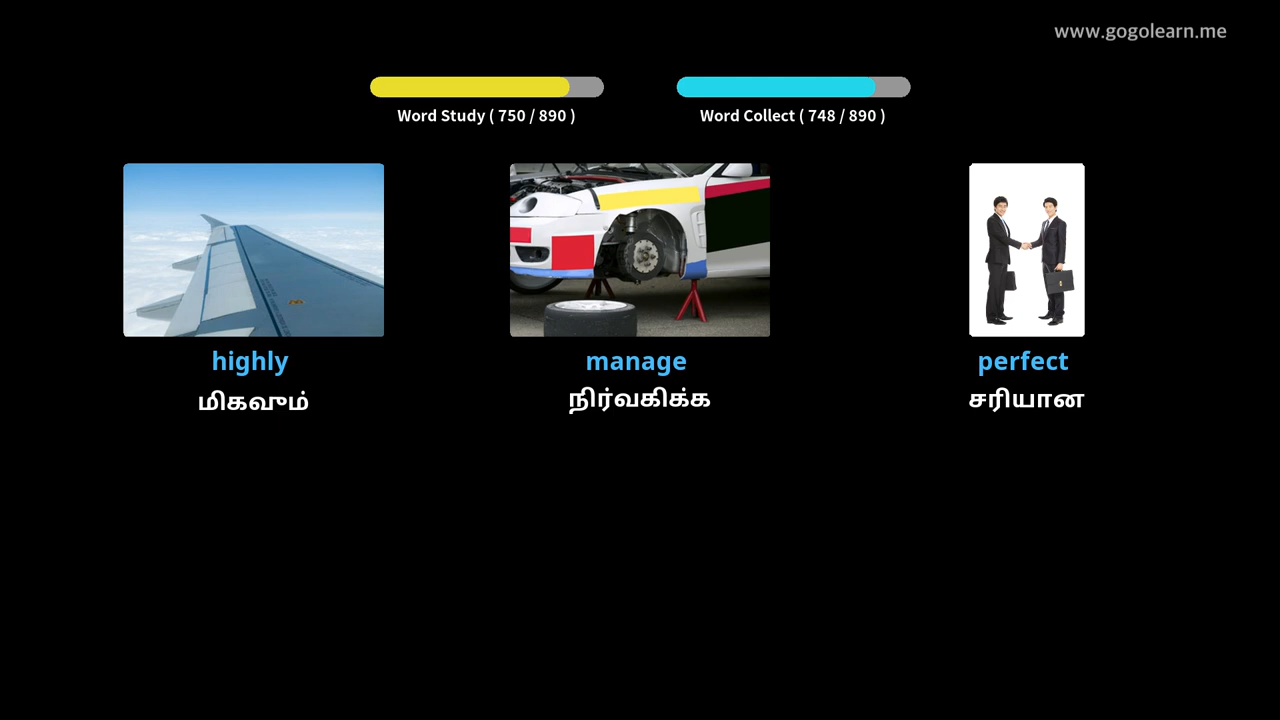 www.gogolearn.me
Word Study ( 750 / 890 )
Word Collect ( 748 / 890 )
highly
manage
perfect
மிகவும்
நிர்வகிக்க
சரியான